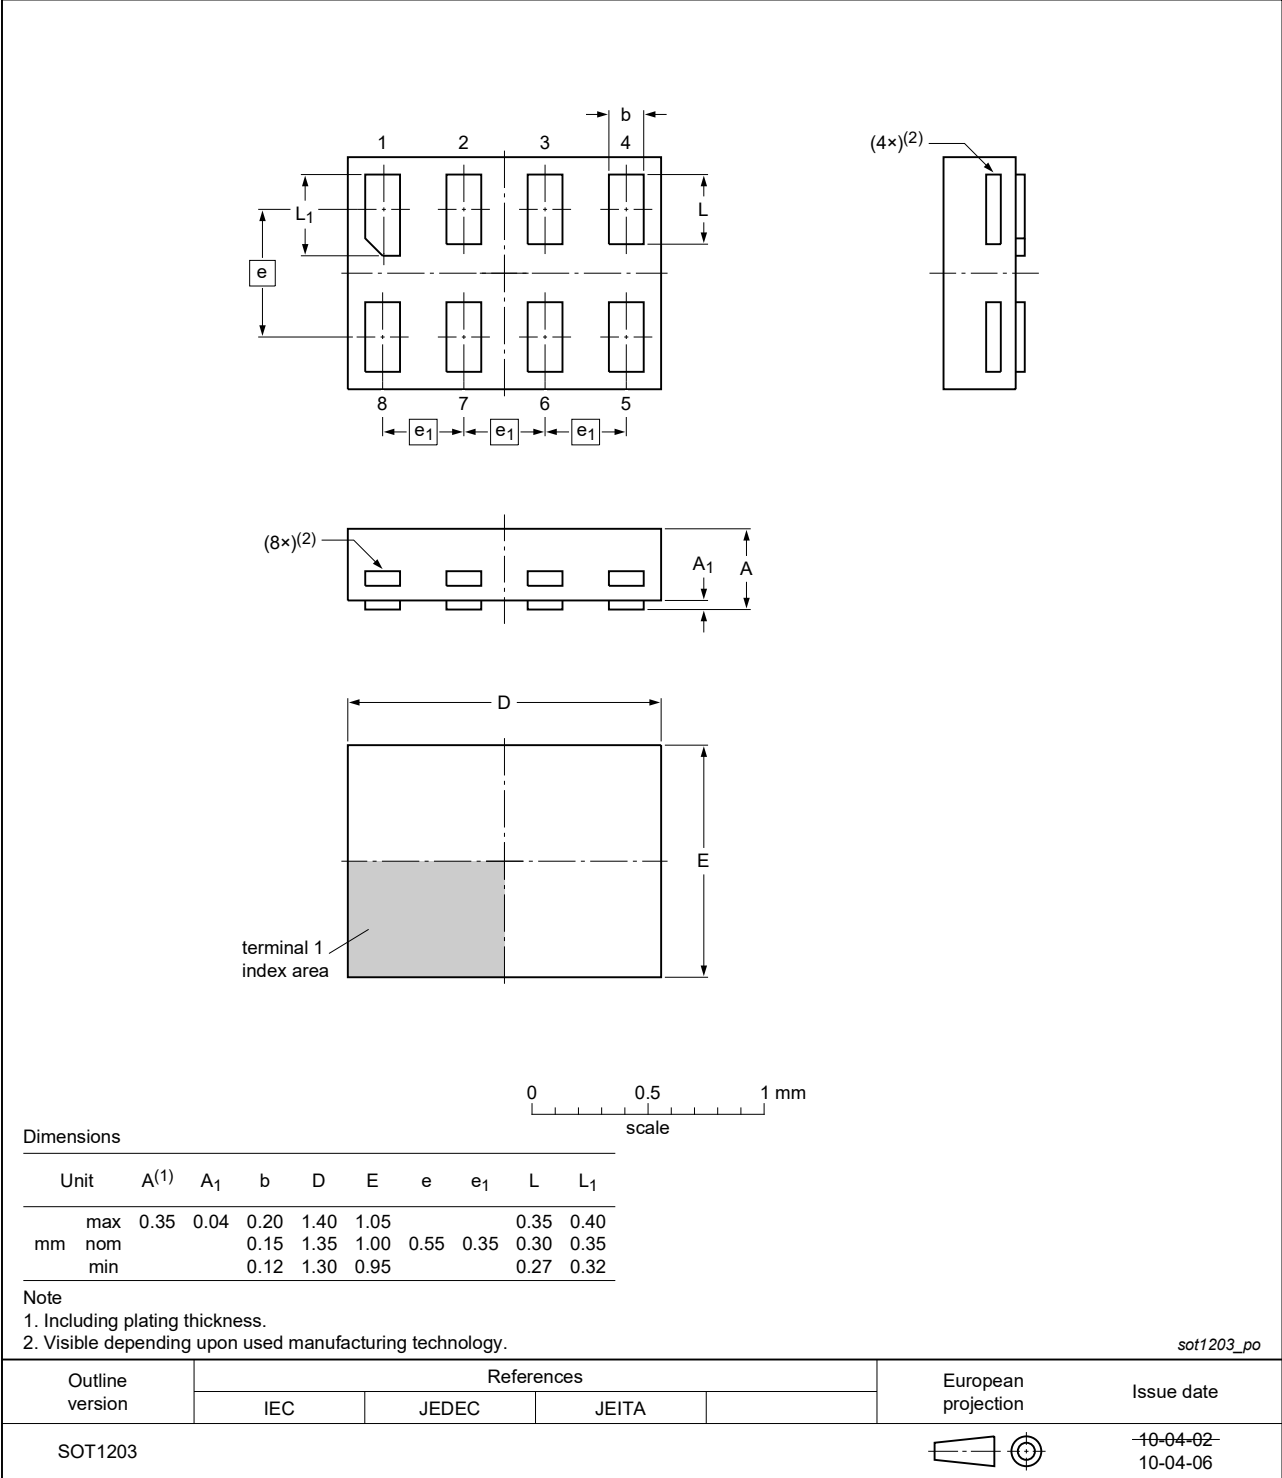 b
1 2 3 4
(4×)(2)
L1
L
e
8 7 6 5
e1 e1 e1
(8×)(2)
A1
A
D
E
terminal 1
index area
0 0.5 1 mm
scale
Dimensions
Unit A(1) A1 b D E e e1 L L1
max 0.35 0.04 0.20 1.40 1.05 0.35 0.40
mm nom 0.15 1.35 1.00 0.55 0.35 0.30 0.35
min 0.12 1.30 0.95 0.27 0.32
Note
1. Including plating thickness.
2. Visible depending upon used manufacturing technology.
sot1203_po
Outline
version
References
IEC JEDEC JEITA
European
projection
Issue date
SOT1203
10-04-02
10-04-06